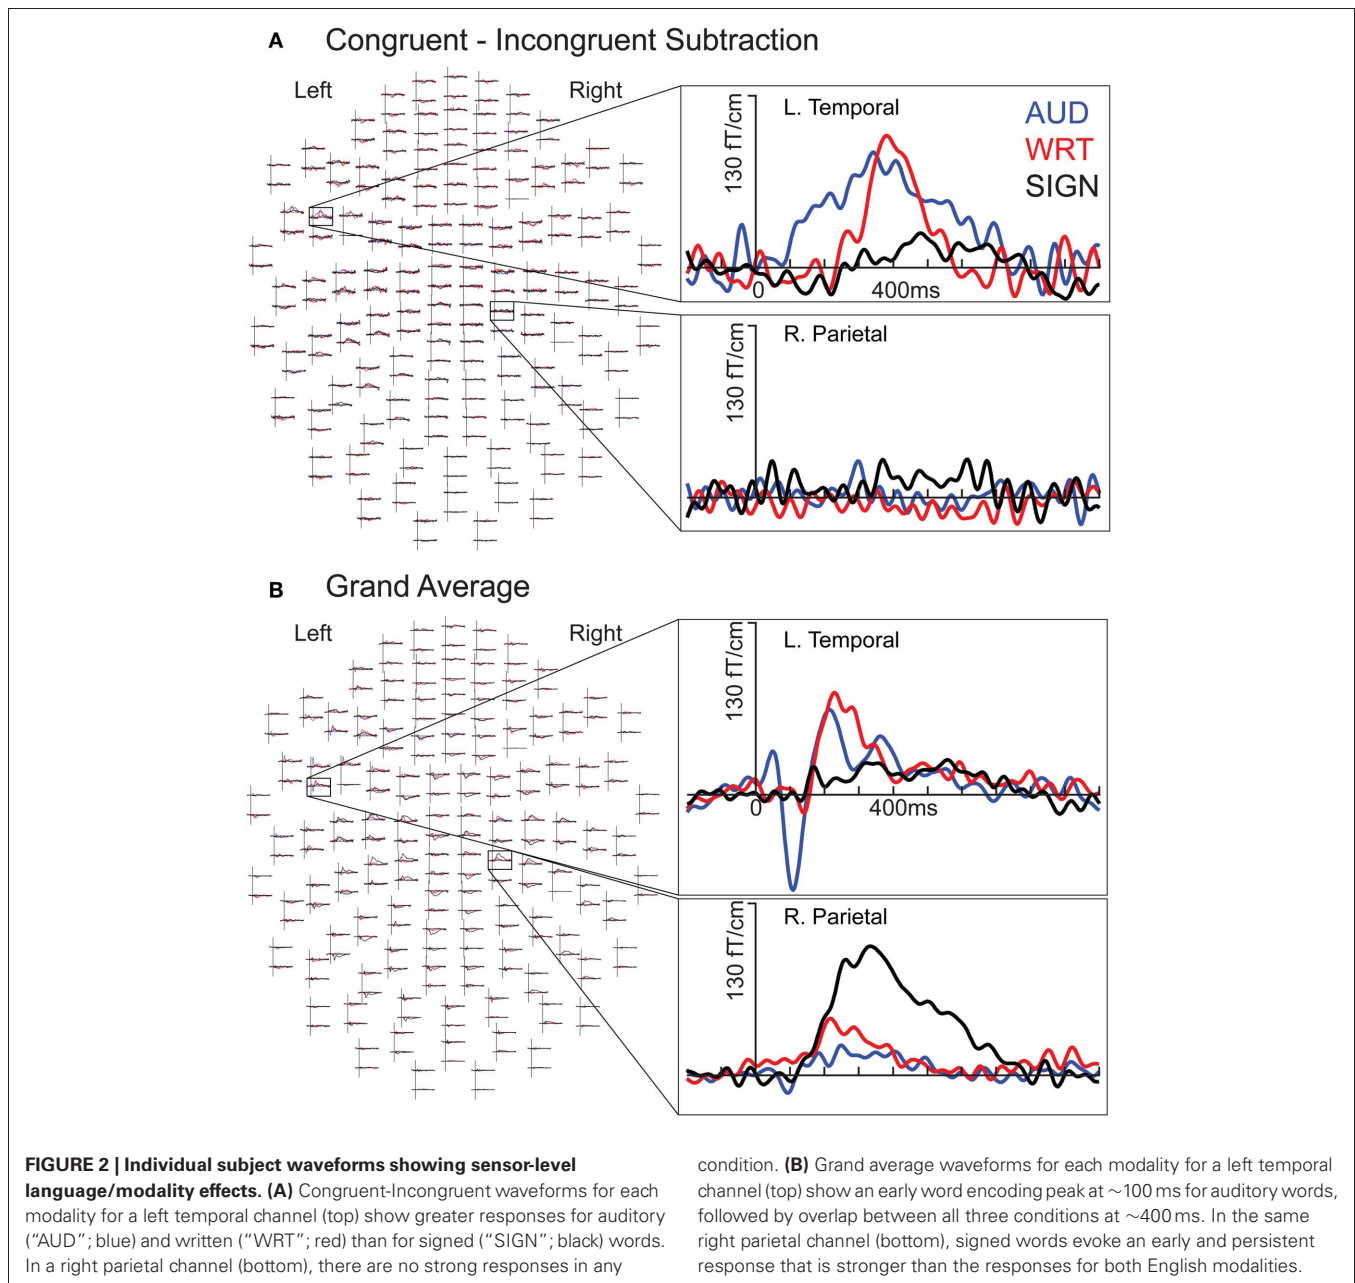 A Congruent - Incongruent Subtraction
Left
Right
130 fT/cm
L. Temporal
AUD
WRT
SIGN
0
400ms
130 fT/cm
R. Parietal
B Grand Average
Left
Right
130 fT/cm
L. Temporal
0
400ms
130 fT/cm
R. Parietal
FIGURE 2 | Individual subject waveforms showing sensor-level
language/modality effects. (A) Congruent-Incongruent waveforms for each
modality for a left temporal channel (top) show greater responses for auditory
(“AUD”; blue) and written (“WRT”; red) than for signed (“SIGN”; black) words.
In a right parietal channel (bottom), there are no strong responses in any
condition. (B) Grand average waveforms for each modality for a left temporal
channel (top) show an early word encoding peak at ∼100 ms for auditory words,
followed by overlap between all three conditions at ∼400 ms. In the same
right parietal channel (bottom), signed words evoke an early and persistent
response that is stronger than the responses for both English modalities.